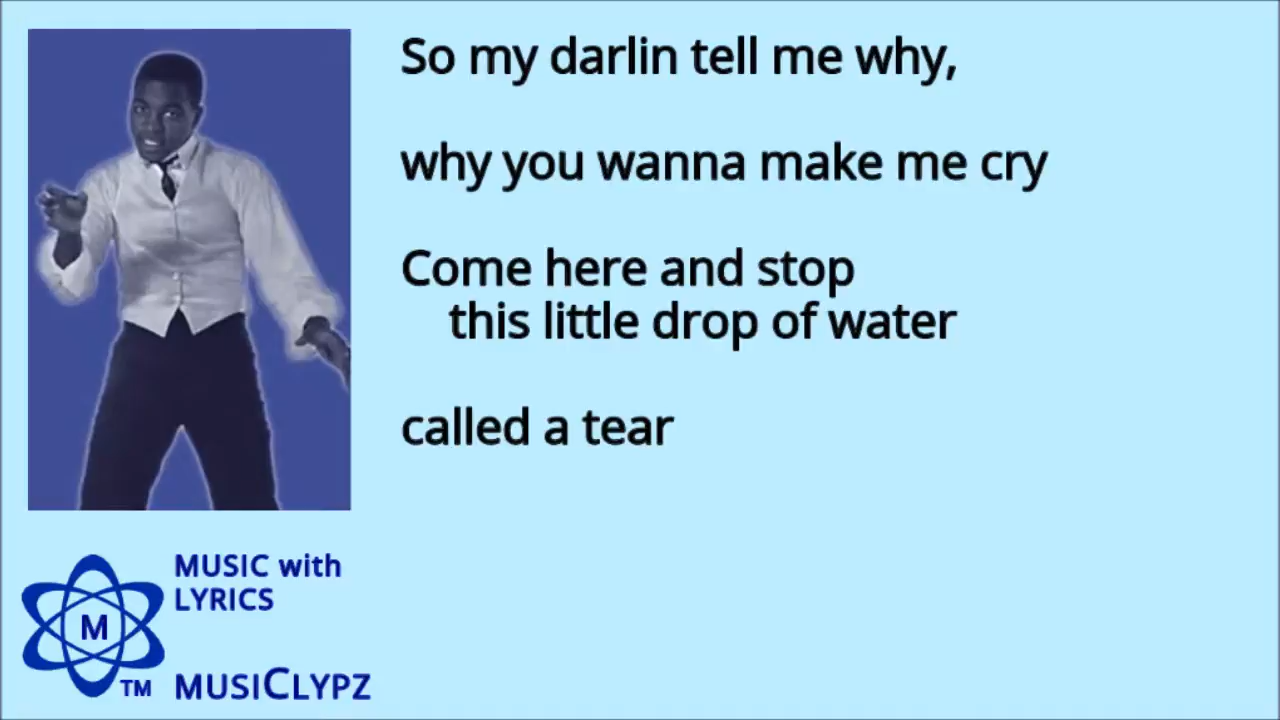 So my darlin tell me why,
why you wanna make me cry
Come here and stop
this little drop of water
called a tear
MUSIC with
LYRICS
M
TM
MUSICLYPZ